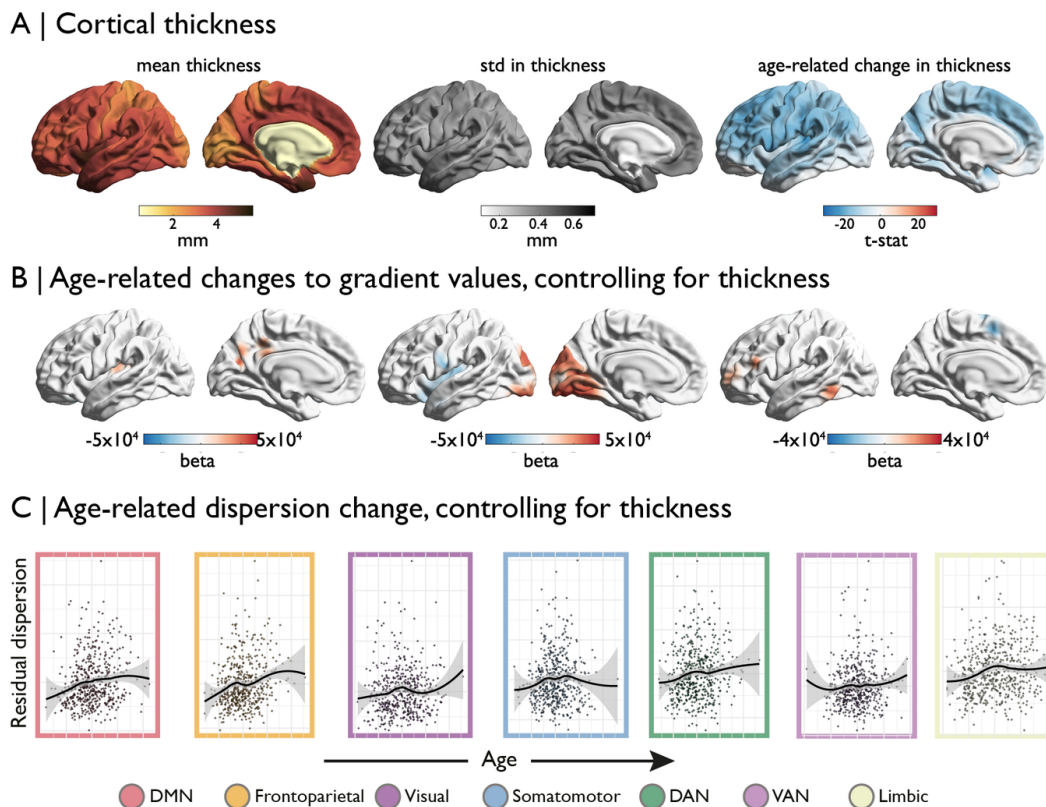 A | Cortical thickness
mean thickness
std in thickness
age-related change in thickness
2 4
mm
0.2 0.4 0.6
mm
-20 0 20
t-stat
B | Age-related changes to gradient values, controlling for thickness
-5x10⁴ 5x10⁴
beta
-5x10⁴ 5x10⁴
beta
-4x10⁴ 4x10⁴
beta
C | Age-related dispersion change, controlling for thickness
Residual dispersion
Age
DMN Frontoparietal Visual Somatomotor DAN VAN Limbic